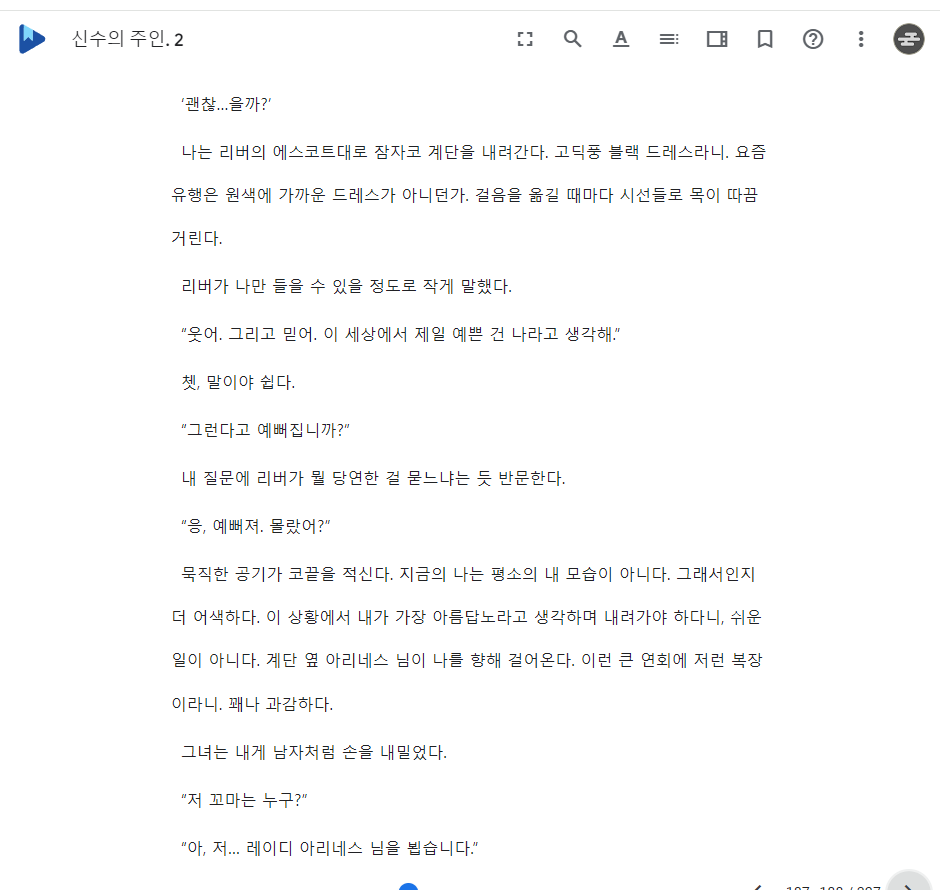 신수의 주인. 2
'괜찮...을까?'
나는 리버의 에스코트대로 잠자코 계단을 내려간다. 고딕풍 블랙 드레스라니. 요즘
유행은 원색에 가까운 드레스가 아니던가. 걸음을 옮길 때마다 시선들로 목이 따끔
거린다.
리버가 나만 들을 수 있을 정도로 작게 말했다.
“웃어. 그리고 믿어. 이 세상에서 제일 예쁜 건 나라고 생각해.”
쳇, 말이야 쉽다.
“그런다고 예뻐집니까?”
내 질문에 리버가 뭘 당연한 걸 묻느냐는 듯 반문한다.
“응, 예뻐져. 몰랐어?”
묵직한 공기가 코끝을 적신다. 지금의 나는 평소의 내 모습이 아니다. 그래서인지
더 어색하다. 이 상황에서 내가 가장 아름답노라고 생각하며 내려가야 하다니, 쉬운
일이 아니다. 계단 옆 아리네스 님이 나를 향해 걸어온다. 이런 큰 연회에 저런 복장
이라니. 꽤나 과감하다.
그녀는 내게 남자처럼 손을 내밀었다.
“저 꼬마는 누구?”
“아, 저... 레이디 아리네스 님을 뵙습니다.”